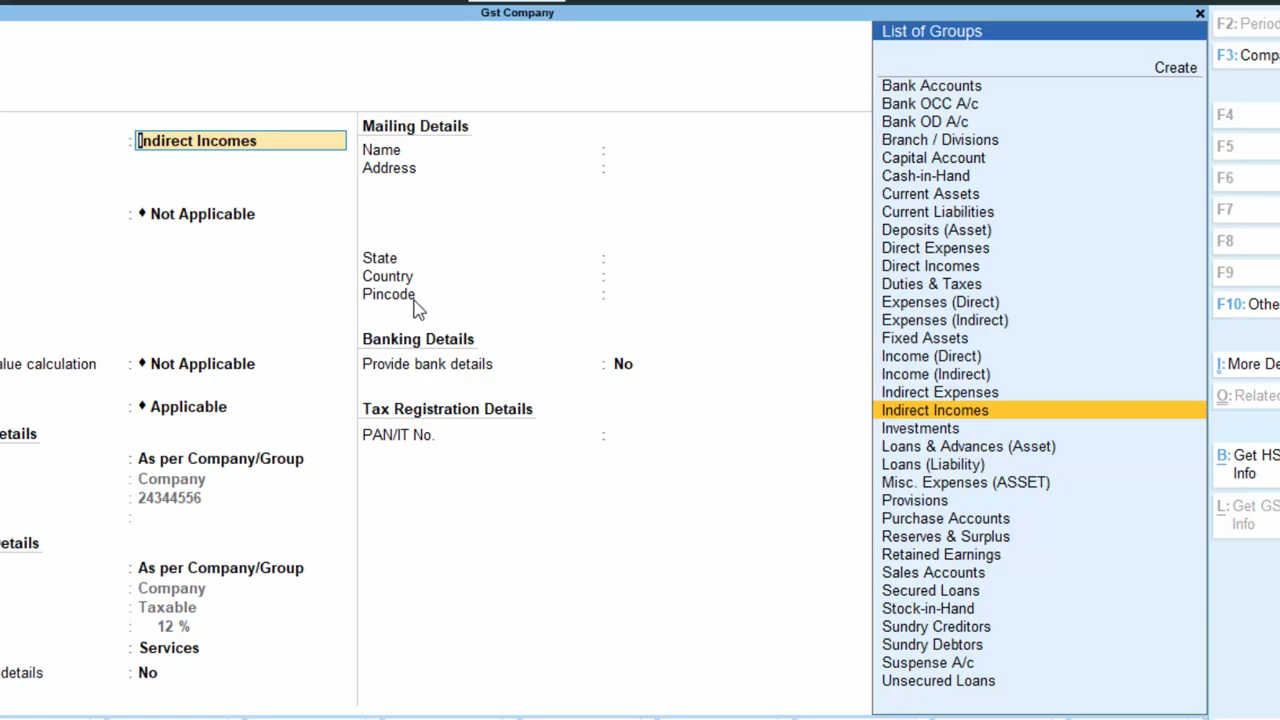 Gst Company
: Indirect Incomes
: ♦ Not Applicable
alue calculation : ♦ Not Applicable
: ♦ Applicable
etails
: As per Company/Group
: Company
: 24344556
:
etails
: As per Company/Group
: Company
: Taxable
: 12 %
: Services
details : No
Mailing Details
Name :
Address :
State :
Country :
Pincode :
Banking Details
Provide bank details : No
Tax Registration Details
PAN/IT No. :
List of Groups
Create
Bank Accounts
Bank OCC A/c
Bank OD A/c
Branch / Divisions
Capital Account
Cash-in-Hand
Current Assets
Current Liabilities
Deposits (Asset)
Direct Expenses
Direct Incomes
Duties & Taxes
Expenses (Direct)
Expenses (Indirect)
Fixed Assets
Income (Direct)
Income (Indirect)
Indirect Expenses
Indirect Incomes
Investments
Loans & Advances (Asset)
Loans (Liability)
Misc. Expenses (ASSET)
Provisions
Purchase Accounts
Reserves & Surplus
Retained Earnings
Sales Accounts
Secured Loans
Stock-in-Hand
Sundry Creditors
Sundry Debtors
Suspense A/c
Unsecured Loans
F2: Period
F3: Compa
F4
F5
F6
F7
F8
F9
F10: Othe
I: More De
O: Related
B: Get HS
Info
L: Get GS
Info